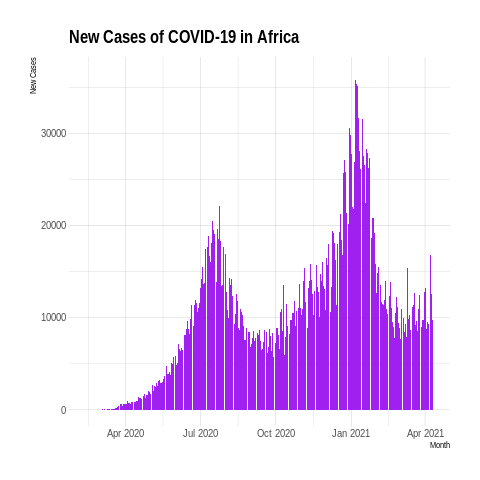 New Cases of COVID-19 in Africa
New Cases
30000
20000
10000
0
Apr 2020 Jul 2020 Oct 2020 Jan 2021 Apr 2021
Month